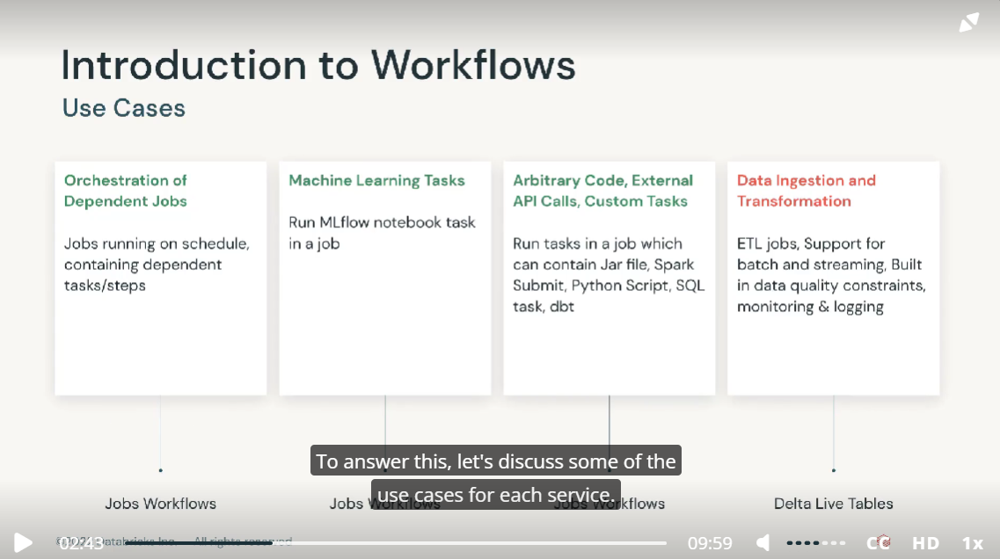 Introduction to Workflows
Use Cases
Orchestration of
Dependent Jobs
Jobs running on schedule,
containing dependent
tasks/steps
Machine Learning Tasks
Run MLflow notebook task
in a job
Arbitrary Code, External
API Calls, Custom Tasks
Run tasks in a job which
can contain Jar file, Spark
Submit, Python Script, SQL
task, dbt
Data Ingestion and
Transformation
ETL jobs, Support for
batch and streaming, Built
in data quality constraints,
monitoring & logging
To answer this, let's discuss some of the
use cases for each service.
Jobs Workflows
Jobs Workflows
Jobs Workflows
Delta Live Tables
Databricks Inc. — All rights reserved
02:43
09:59
CC
HD
1x